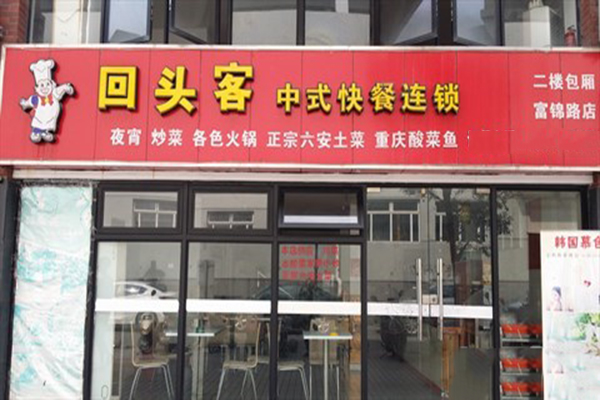 回头客 中式快餐连锁
二楼包厢
富锦路店
夜宵 炒菜 各色火锅 正宗六安土菜 重庆酸菜鱼
韩国慕色